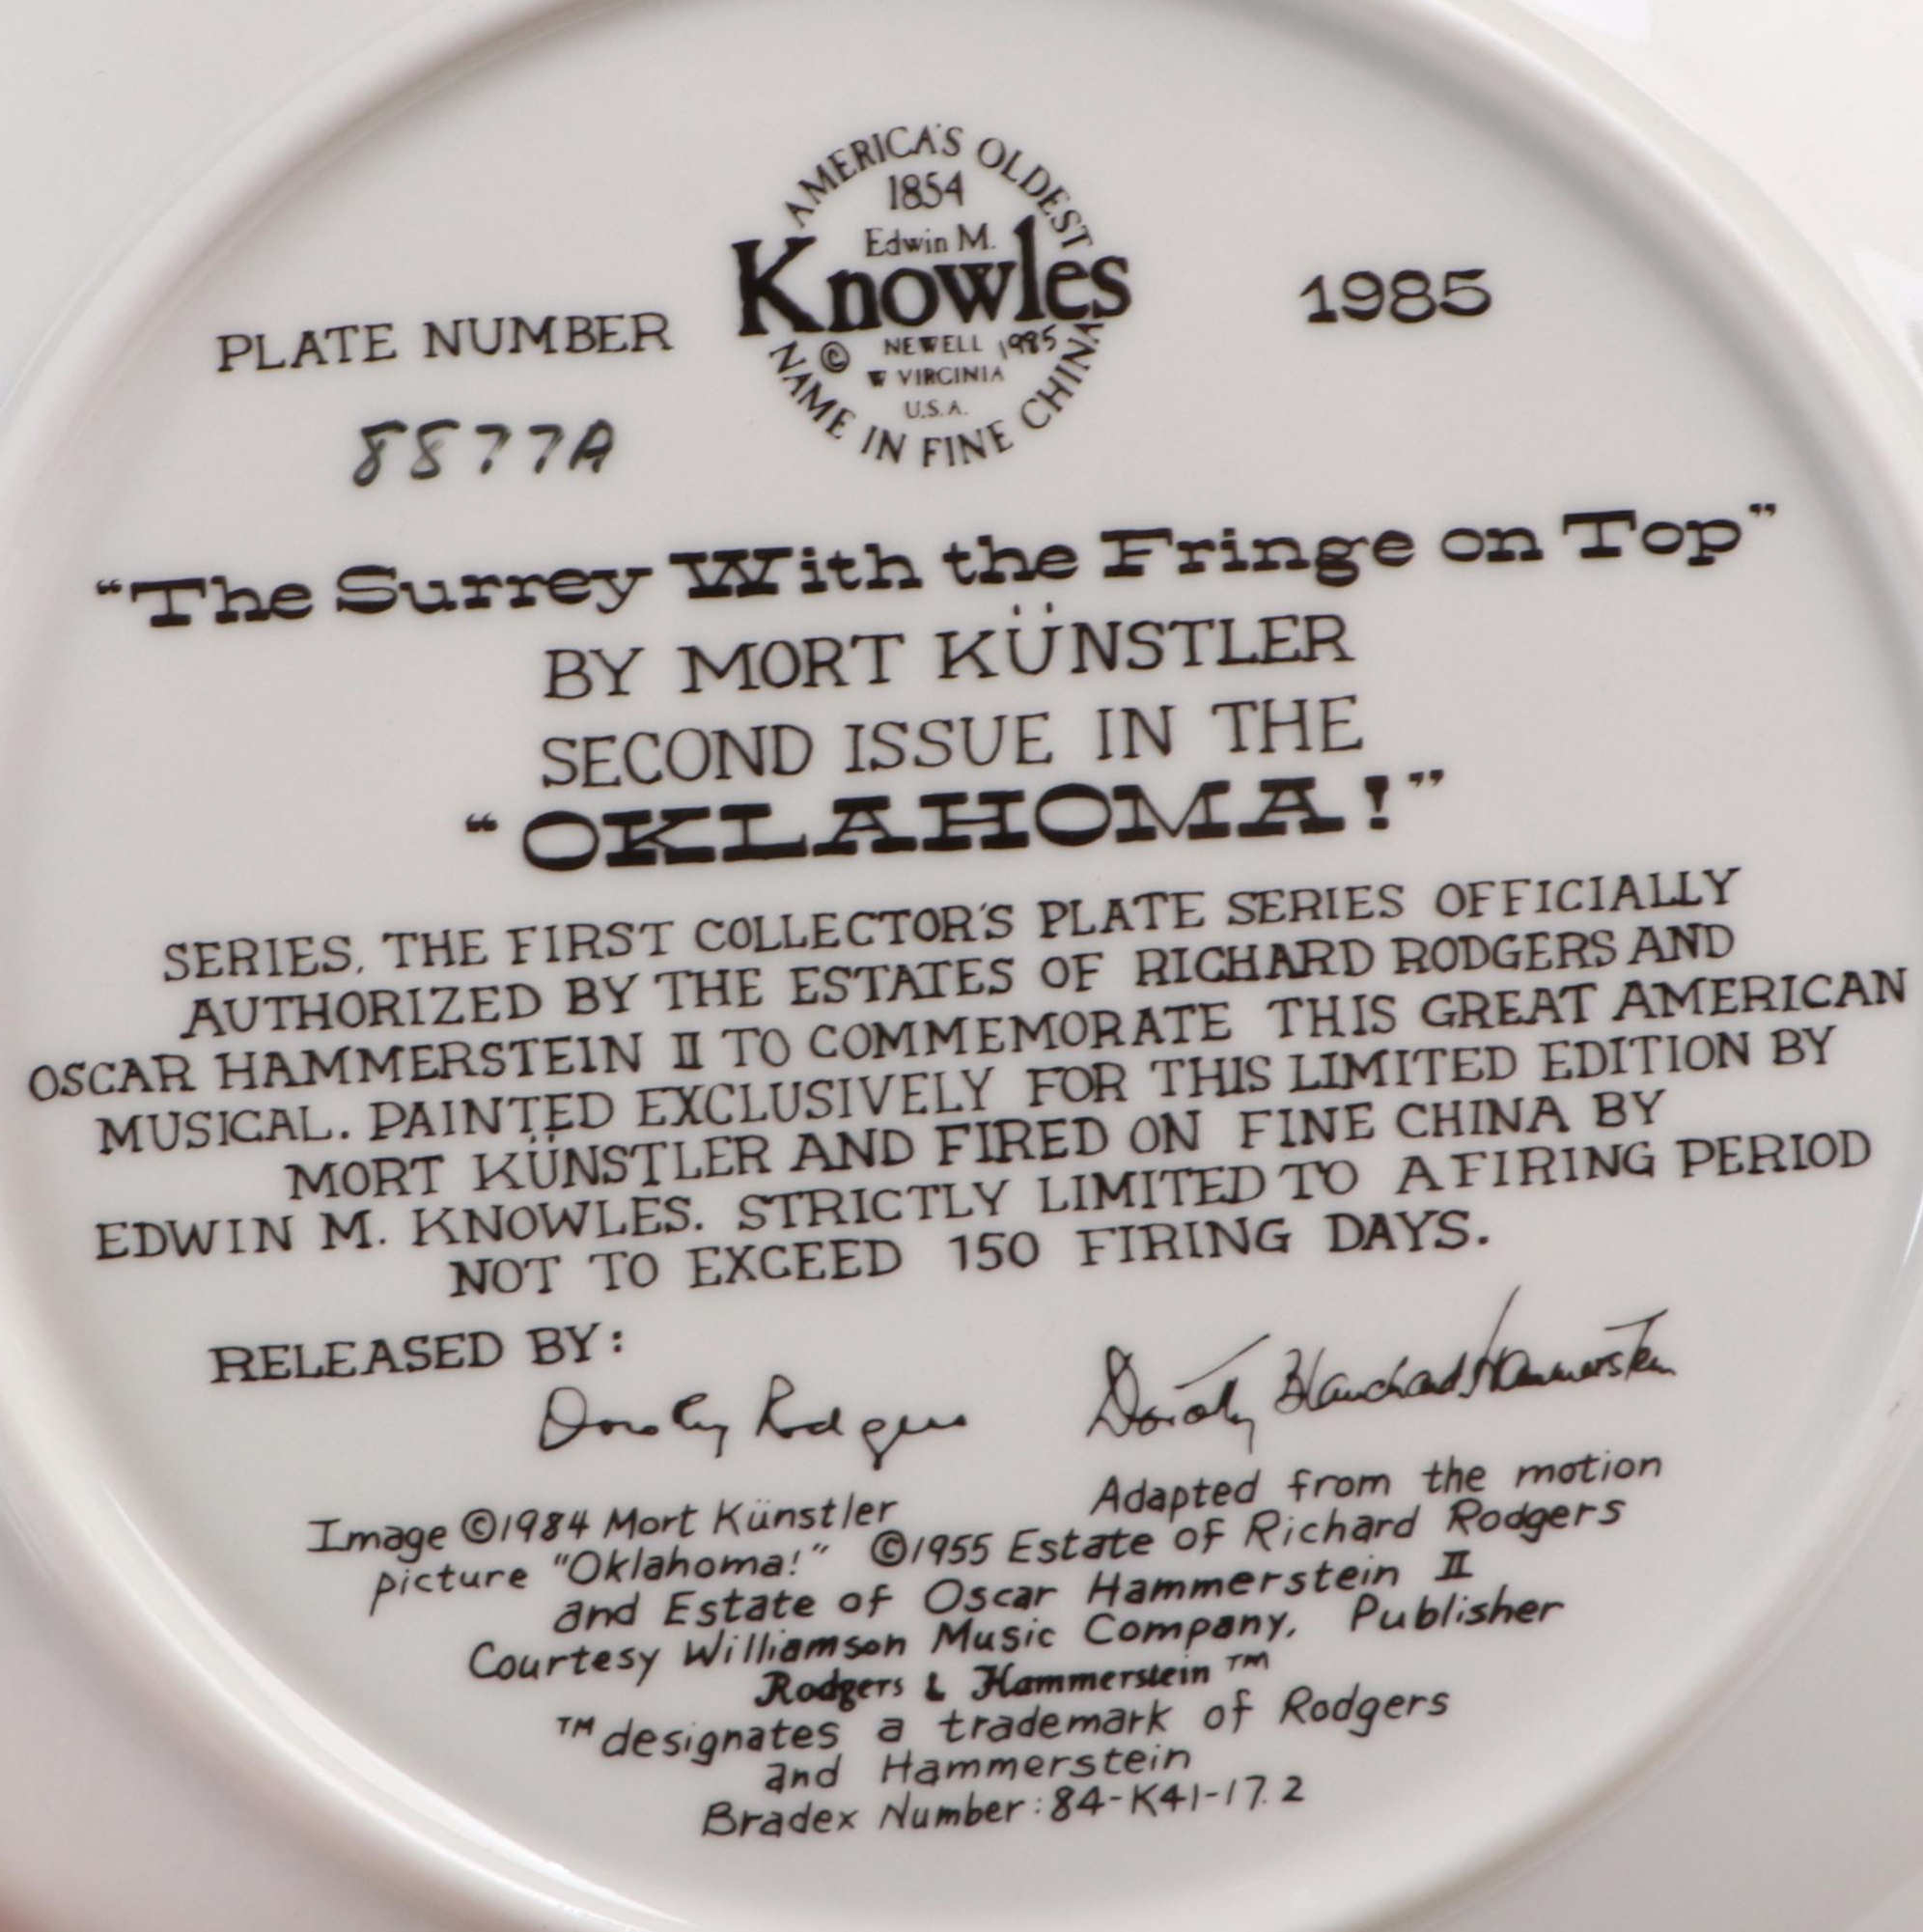 AMERICA'S OLDEST
1854
Edwin M.
Knowles
© NEWELL 1985
W VIRGINIA
U.S.A.
NAME IN FINE CHINA
1985
PLATE NUMBER
8877A
“The Surrey With the Fringe on Top”
BY MORT KÜNSTLER
SECOND ISSUE IN THE
“OKLAHOMA!”
SERIES, THE FIRST COLLECTOR'S PLATE SERIES OFFICIALLY
AUTHORIZED BY THE ESTATES OF RICHARD RODGERS AND
OSCAR HAMMERSTEIN II TO COMMEMORATE THIS GREAT AMERICAN
MUSICAL. PAINTED EXCLUSIVELY FOR THIS LIMITED EDITION BY
MORT KÜNSTLER AND FIRED ON FINE CHINA BY
EDWIN M. KNOWLES. STRICTLY LIMITED TO A FIRING PERIOD
NOT TO EXCEED 150 FIRING DAYS.
RELEASED BY:
Dorothy Rodgers Dorothy Blanchard Hammerstein
Image ©1984 Mort Künstler Adapted from the motion
picture "Oklahoma!" ©1955 Estate of Richard Rodgers
and Estate of Oscar Hammerstein II
Courtesy Williamson Music Company, Publisher
Rodgers & Hammerstein™
™designates a trademark of Rodgers
and Hammerstein
Bradex Number: 84-K41-17.2